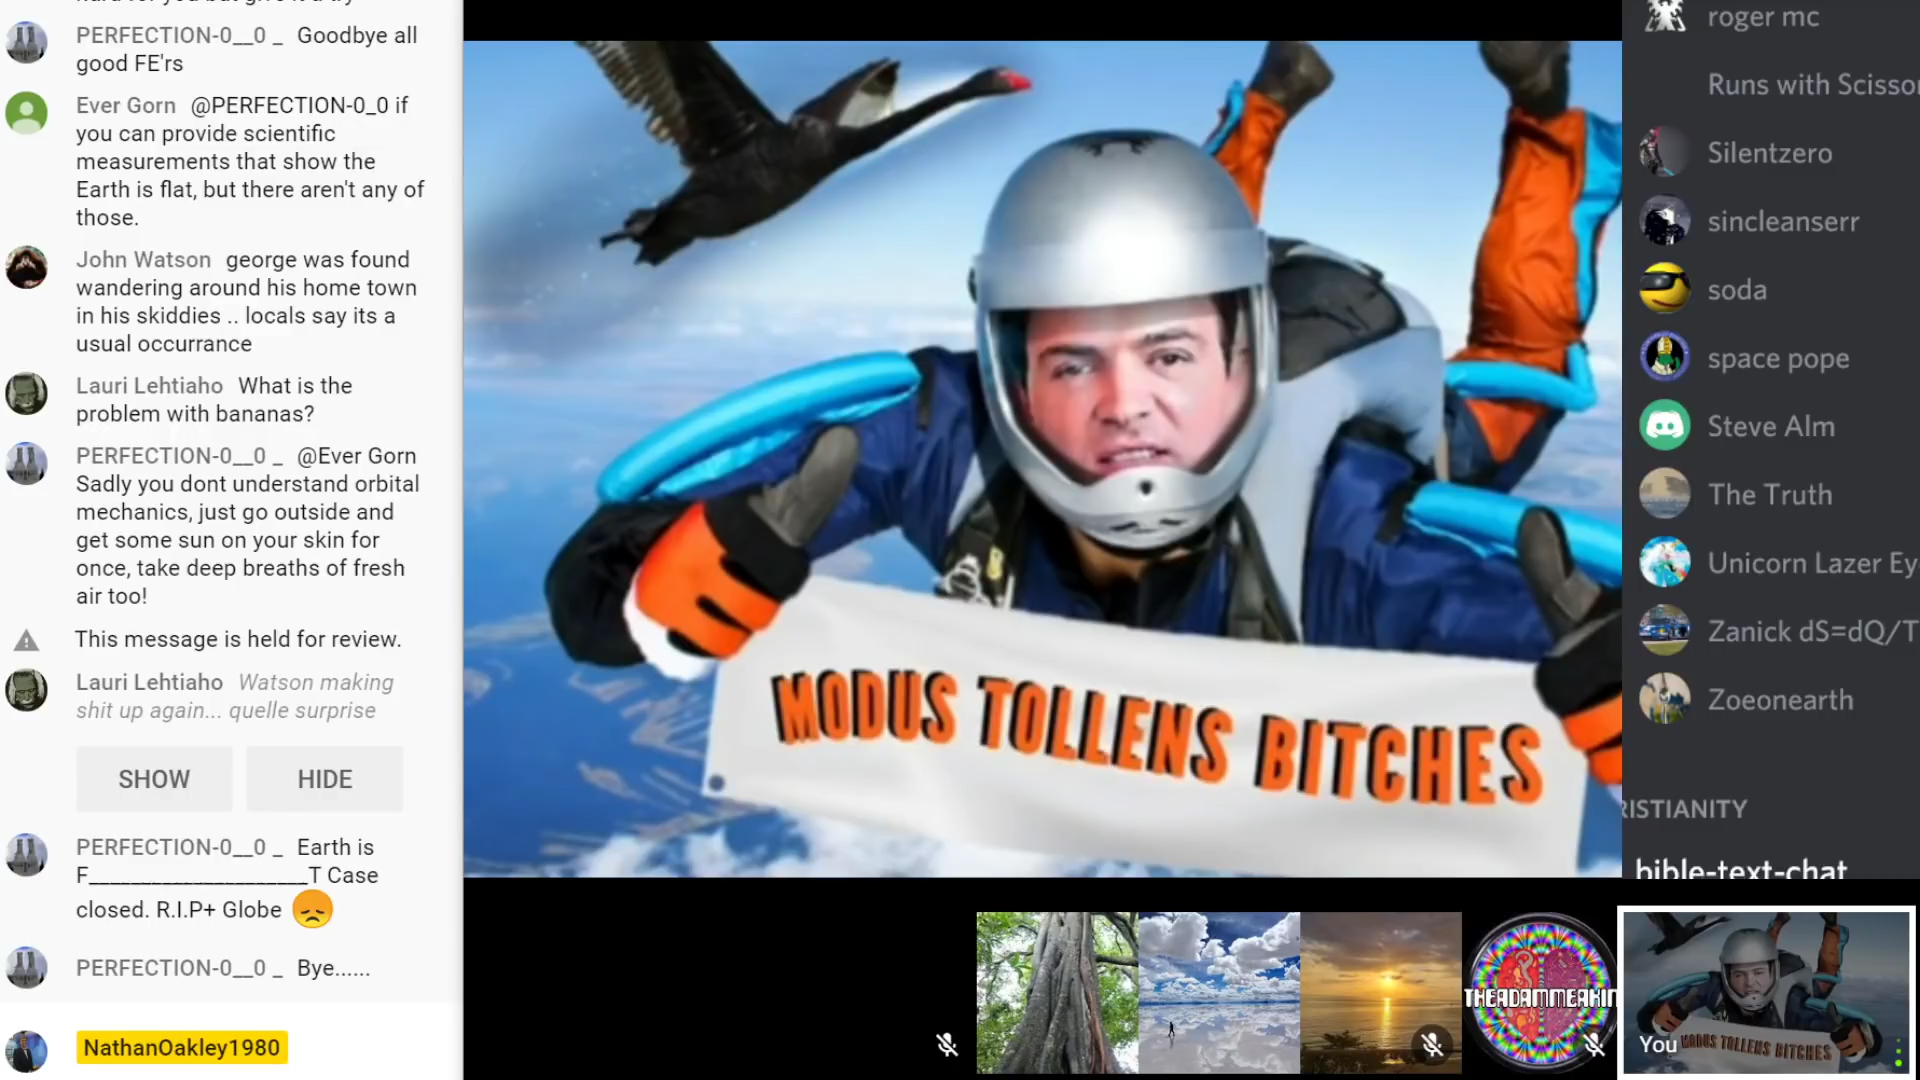 PERFECTION-0__0 _ Goodbye all
good FE'rs
Ever Gorn @PERFECTION-0_0 if
you can provide scientific
measurements that show the
Earth is flat, but there aren't any of
those.
John Watson george was found
wandering around his home town
in his skiddies .. locals say its a
usual occurrance
Lauri Lehtiaho What is the
problem with bananas?
PERFECTION-0__0 _ @Ever Gorn
Sadly you dont understand orbital
mechanics, just go outside and
get some sun on your skin for
once, take deep breaths of fresh
air too!
This message is held for review.
Lauri Lehtiaho Watson making
shit up again... quelle surprise
SHOW
HIDE
PERFECTION-0__0 _ Earth is
F____________________T Case
closed. R.I.P+ Globe
PERFECTION-0__0 _ Bye......
NathanOakley1980
MODUS TOLLENS BITCHES
roger mc
Runs with Scisso
Silentzero
sincleanserr
soda
space pope
Steve Alm
The Truth
Unicorn Lazer Ey
Zanick dS=dQ/T
Zoeonearth
RISTIANITY
bible-text-chat
THEADAMMEAKIN
You
MODUS TOLLENS BITCHES